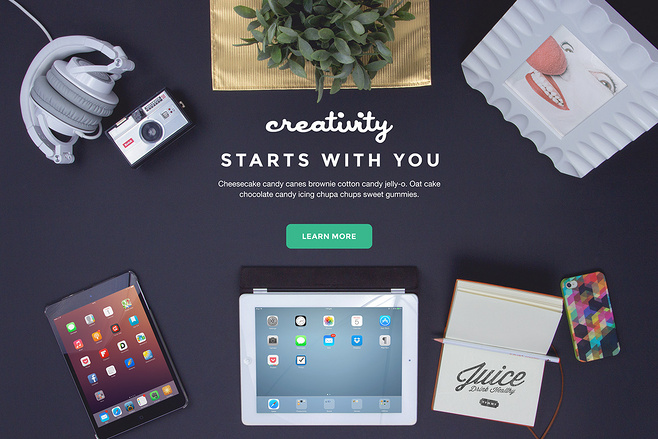 creativity
STARTS WITH YOU
Cheesecake candy canes brownie cotton candy jelly-o. Oat cake
chocolate candy icing chupa chups sweet gummies.
LEARN MORE
Juice
Drink Healthy